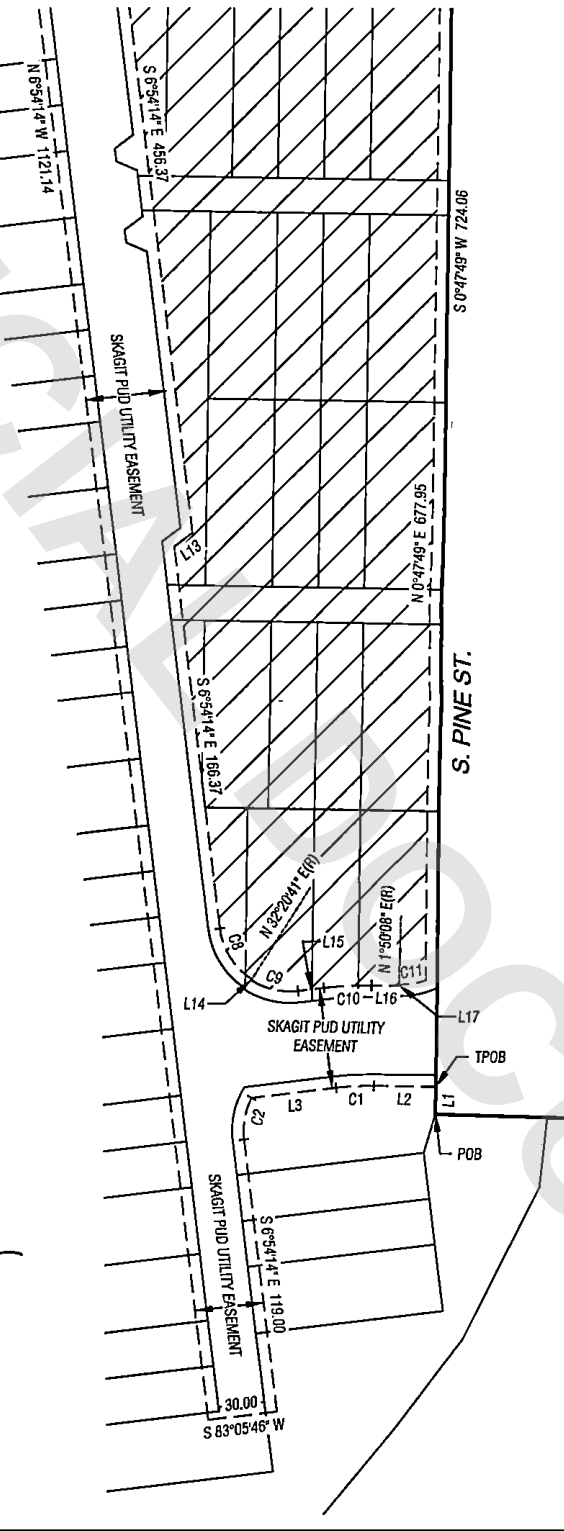 S 6°54'14" E 456.37
N 6°54'14" W 1121.14
S 0°47'49" W 724.06
SKAGIT PUD UTILITY
EASEMENT
N 0°47'49" E 677.95
L13
S. PINE ST.
S 6°54'14" E 166.37
N 32°20'41" E(R)
N 1°50'08" E(R)
C8
L15
C9
C11
L14
C10
L16
L17
SKAGIT PUD UTILITY
EASEMENT
TPOB
L3
C1
L2
L1
C2
POB
SKAGIT PUD UTILITY
EASEMENT
S 6°54'14" E 119.00
30.00
S 83°05'46" W
CIAL DOC